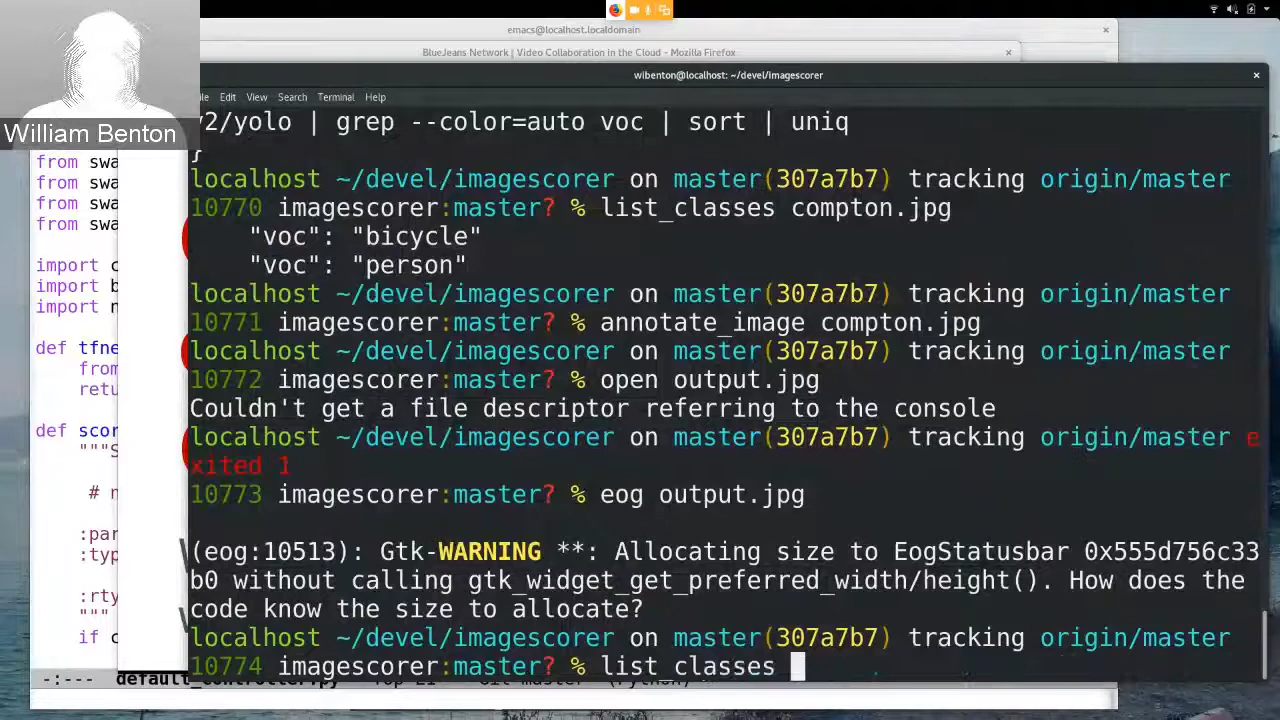 emacs@localhost.localdomain
BlueJeans Network | Video Collaboration in the Cloud - Mozilla Firefox
wibenton@localhost: ~/devel/imagescorer
Edit View Search Terminal Help
William Benton
v2/yolo | grep --color=auto voc | sort | uniq
}
localhost ~/devel/imagescorer on master(307a7b7) tracking origin/master
10770 imagescorer:master? % list_classes compton.jpg
"voc": "bicycle"
"voc": "person"
localhost ~/devel/imagescorer on master(307a7b7) tracking origin/master
10771 imagescorer:master? % annotate_image compton.jpg
localhost ~/devel/imagescorer on master(307a7b7) tracking origin/master
10772 imagescorer:master? % open output.jpg
Couldn't get a file descriptor referring to the console
localhost ~/devel/imagescorer on master(307a7b7) tracking origin/master e
xited 1
10773 imagescorer:master? % eog output.jpg
(eog:10513): Gtk-WARNING **: Allocating size to EogStatusbar 0x555d756c33
b0 without calling gtk_widget_get_preferred_width/height(). How does the
code know the size to allocate?
localhost ~/devel/imagescorer on master(307a7b7) tracking origin/master
10774 imagescorer:master? % list_classes
from swa
from swa
from swa
from swa
import c
import b
import n
def tfne
from
retu
def scor
"""S
# n
:par
:typ
:rty
"""
if c